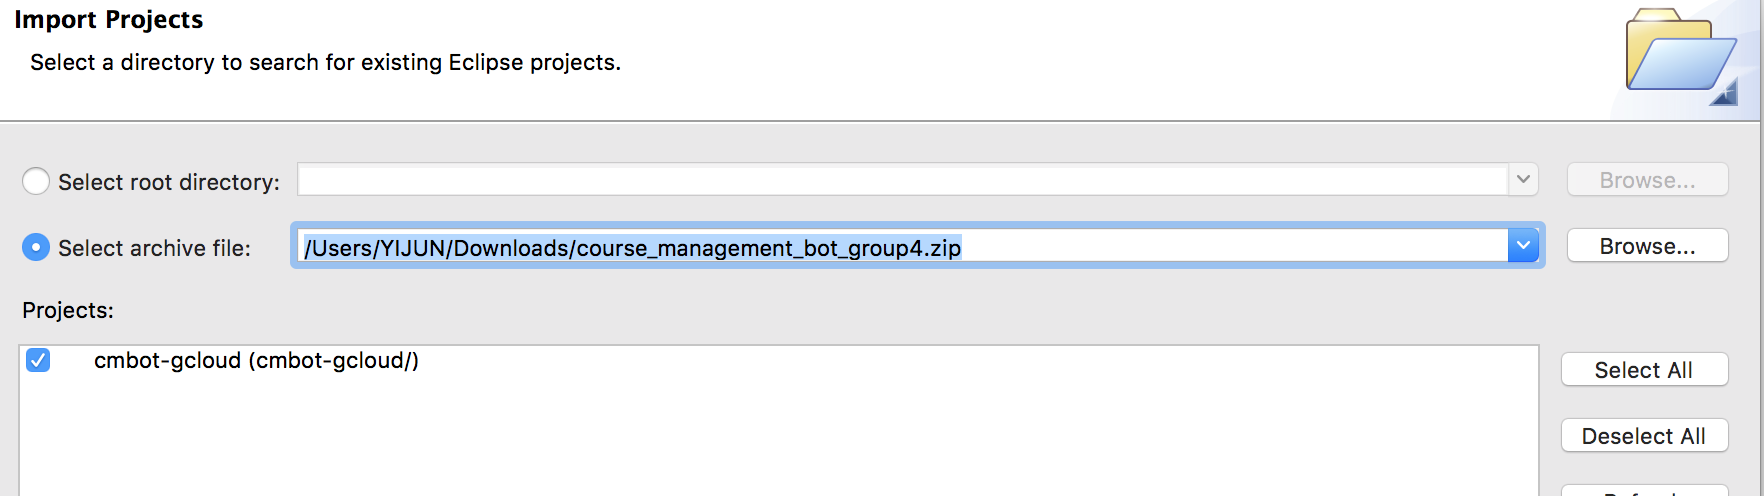 Import Projects
Select a directory to search for existing Eclipse projects.
Select root directory:
Browse...
Select archive file:
/Users/YIJUN/Downloads/course_management_bot_group4.zip
Browse...
Projects:
cmbot-gcloud (cmbot-gcloud/)
Select All
Deselect All